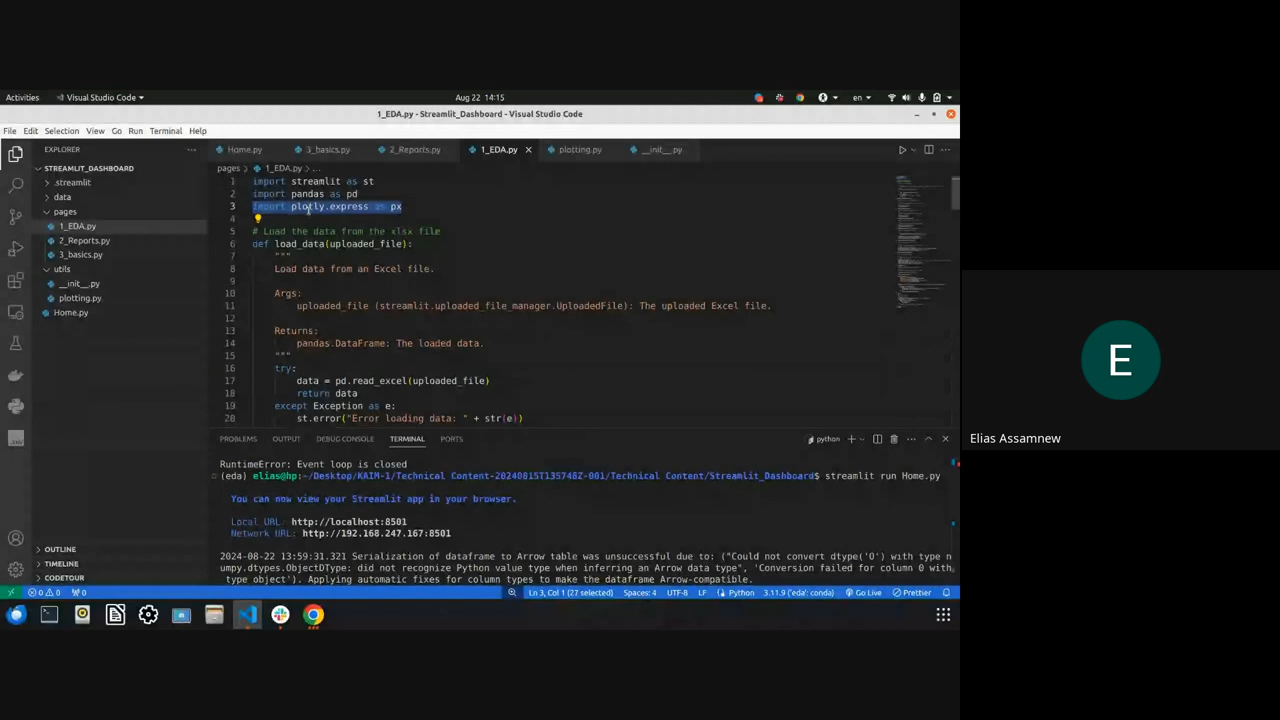 Activities Visual Studio Code Aug 22 14:15 en
1_EDA.py - Streamlit_Dashboard - Visual Studio Code
File Edit Selection View Go Run Terminal Help
EXPLORER
STREAMLIT_DASHBOARD
.streamlit
data
pages
1_EDA.py
2_Reports.py
3_basics.py
utils
__init__.py
plotting.py
Home.py
OUTLINE
TIMELINE
CODETOUR
Home.py 3_basics.py 2_Reports.py 1_EDA.py plotting.py __init__.py
pages > 1_EDA.py > ...
1 import streamlit as st
2 import pandas as pd
3 import plotly.express as px
4
5 # Load the data from the xlsx file
6 def load_data(uploaded_file):
7 """
8 Load data from an Excel file.
9
10 Args:
11 uploaded_file (streamlit.uploaded_file_manager.UploadedFile): The uploaded Excel file.
12
13 Returns:
14 pandas.DataFrame: The loaded data.
15 """
16 try:
17 data = pd.read_excel(uploaded_file)
18 return data
19 except Exception as e:
20 st.error("Error loading data: " + str(e))
PROBLEMS OUTPUT DEBUG CONSOLE TERMINAL PORTS python
RuntimeError: Event loop is closed
(eda) elias@hp:~/Desktop/KAIM-1/Technical Content-20240815T135746Z-001/Technical Content/Streamlit_Dashboard$ streamlit run Home.py
You can now view your Streamlit app in your browser.
Local URL: http://localhost:8501
Network URL: http://192.168.247.167:8501
2024-08-22 13:59:31.321 Serialization of dataframe to Arrow table was unsuccessful due to: ("Could not convert dtype('O') with type n
umpy.dtypes.ObjectDType: did not recognize Python value type when inferring an Arrow data type", 'Conversion failed for column 0 with
type object'). Applying automatic fixes for column types to make the dataframe Arrow-compatible.
0 0 0 Ln 3, Col 1 (27 selected) Spaces: 4 UTF-8 LF Python 3.11.9 ('eda': conda) Go Live Prettier
E
Elias Assamnew